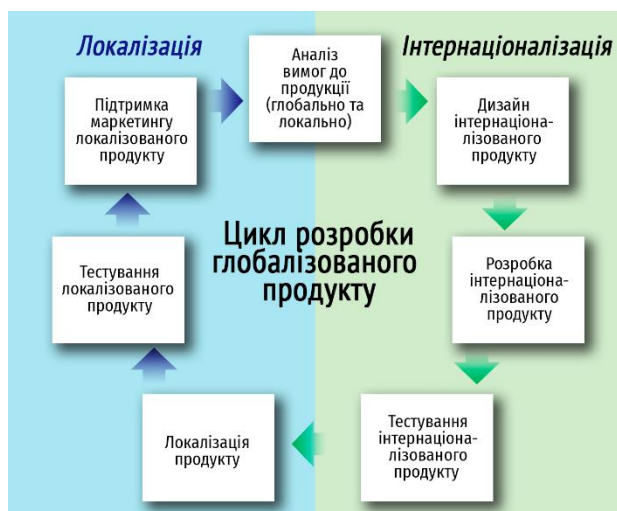 Локалізація
Інтернаціоналізація
Аналіз
вимог до
продукції
(глобально та
локально)
Дизайн
інтернаціона-
лізованого
продукту
Розробка
інтернаціона-
лізованого
продукту
Тестування
інтернаціона-
лізованого
продукту
Локалізація
продукту
Тестування
локалізованого
продукту
Підтримка
маркетингу
локалізованого
продукту
Цикл розробки
глобалізованого
продукту